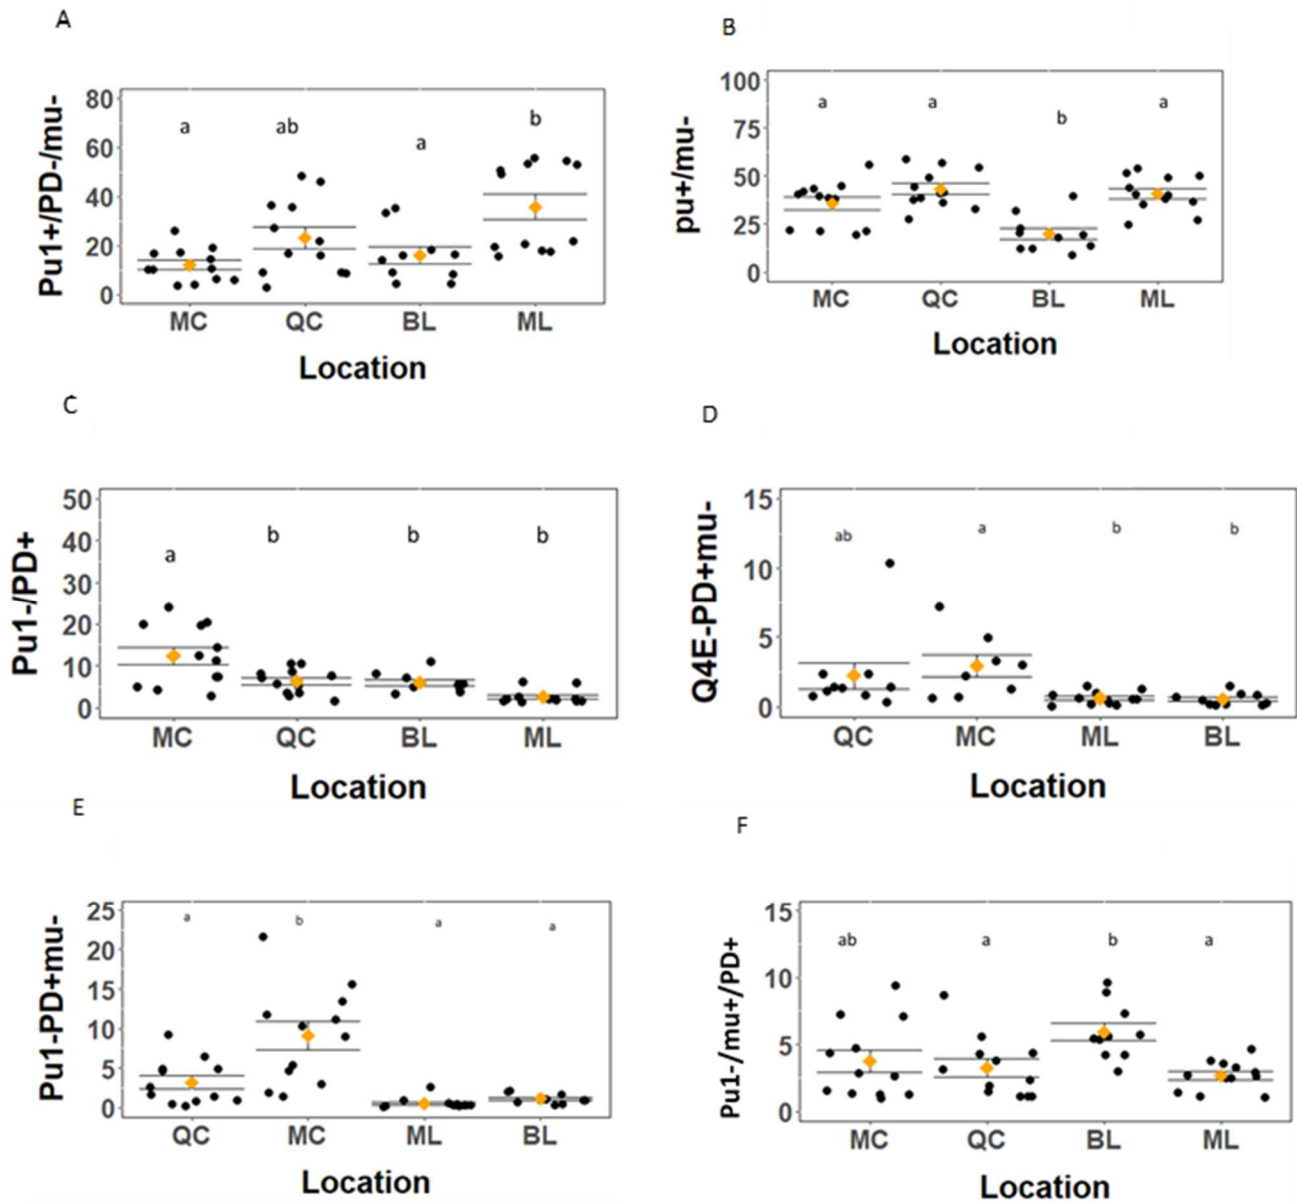 A
Pu1+/PD-/mu-
80
60
40
20
0
a
ab
a
b
MC QC BL ML
Location
B
pu+/mu-
100
75
50
25
0
a
a
b
a
MC QC BL ML
Location
C
Pu1-/PD+
50
40
30
20
10
0
a
b
b
b
MC QC BL ML
Location
D
Q4E-PD+mu-
15
10
5
0
ab
a
b
b
QC MC ML BL
Location
E
Pu1-PD+mu-
25
20
15
10
5
0
a
b
a
a
QC MC ML BL
Location
F
Pu1-/mu+/PD+
15
10
5
0
ab
a
b
a
MC QC BL ML
Location